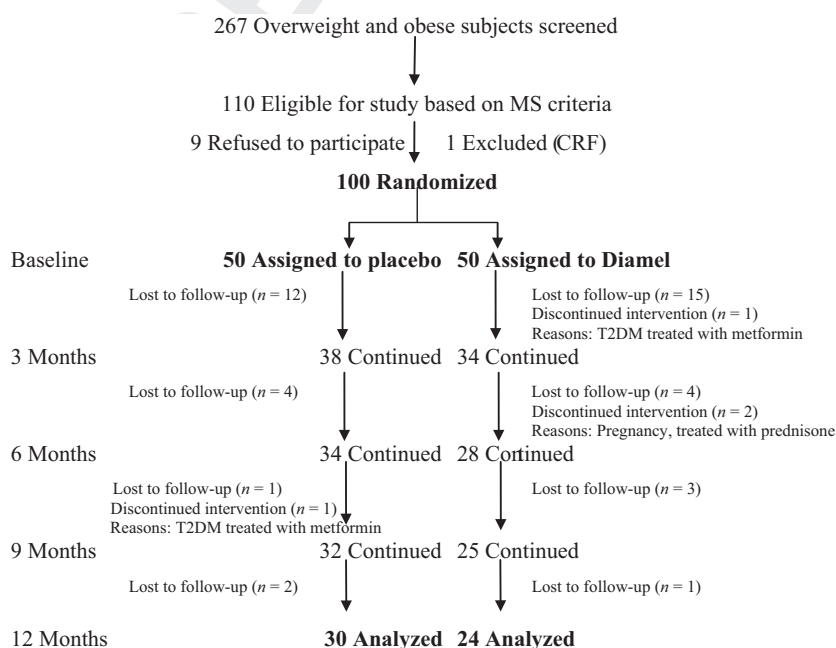 267 Overweight and obese subjects screened
110 Eligible for study based on MS criteria
9 Refused to participate 1 Excluded (CRF)
100 Randomized
Baseline 50 Assigned to placebo 50 Assigned to Diamel
Lost to follow-up (n = 12)
Lost to follow-up (n = 15)
Discontinued intervention (n = 1)
Reasons: T2DM treated with metformin
3 Months 38 Continued 34 Continued
Lost to follow-up (n = 4)
Lost to follow-up (n = 4)
Discontinued intervention (n = 2)
Reasons: Pregnancy, treated with prednisone
6 Months 34 Continued 28 Continued
Lost to follow-up (n = 1)
Discontinued intervention (n = 1)
Reasons: T2DM treated with metformin
Lost to follow-up (n = 3)
9 Months 32 Continued 25 Continued
Lost to follow-up (n = 2)
Lost to follow-up (n = 1)
12 Months 30 Analyzed 24 Analyzed